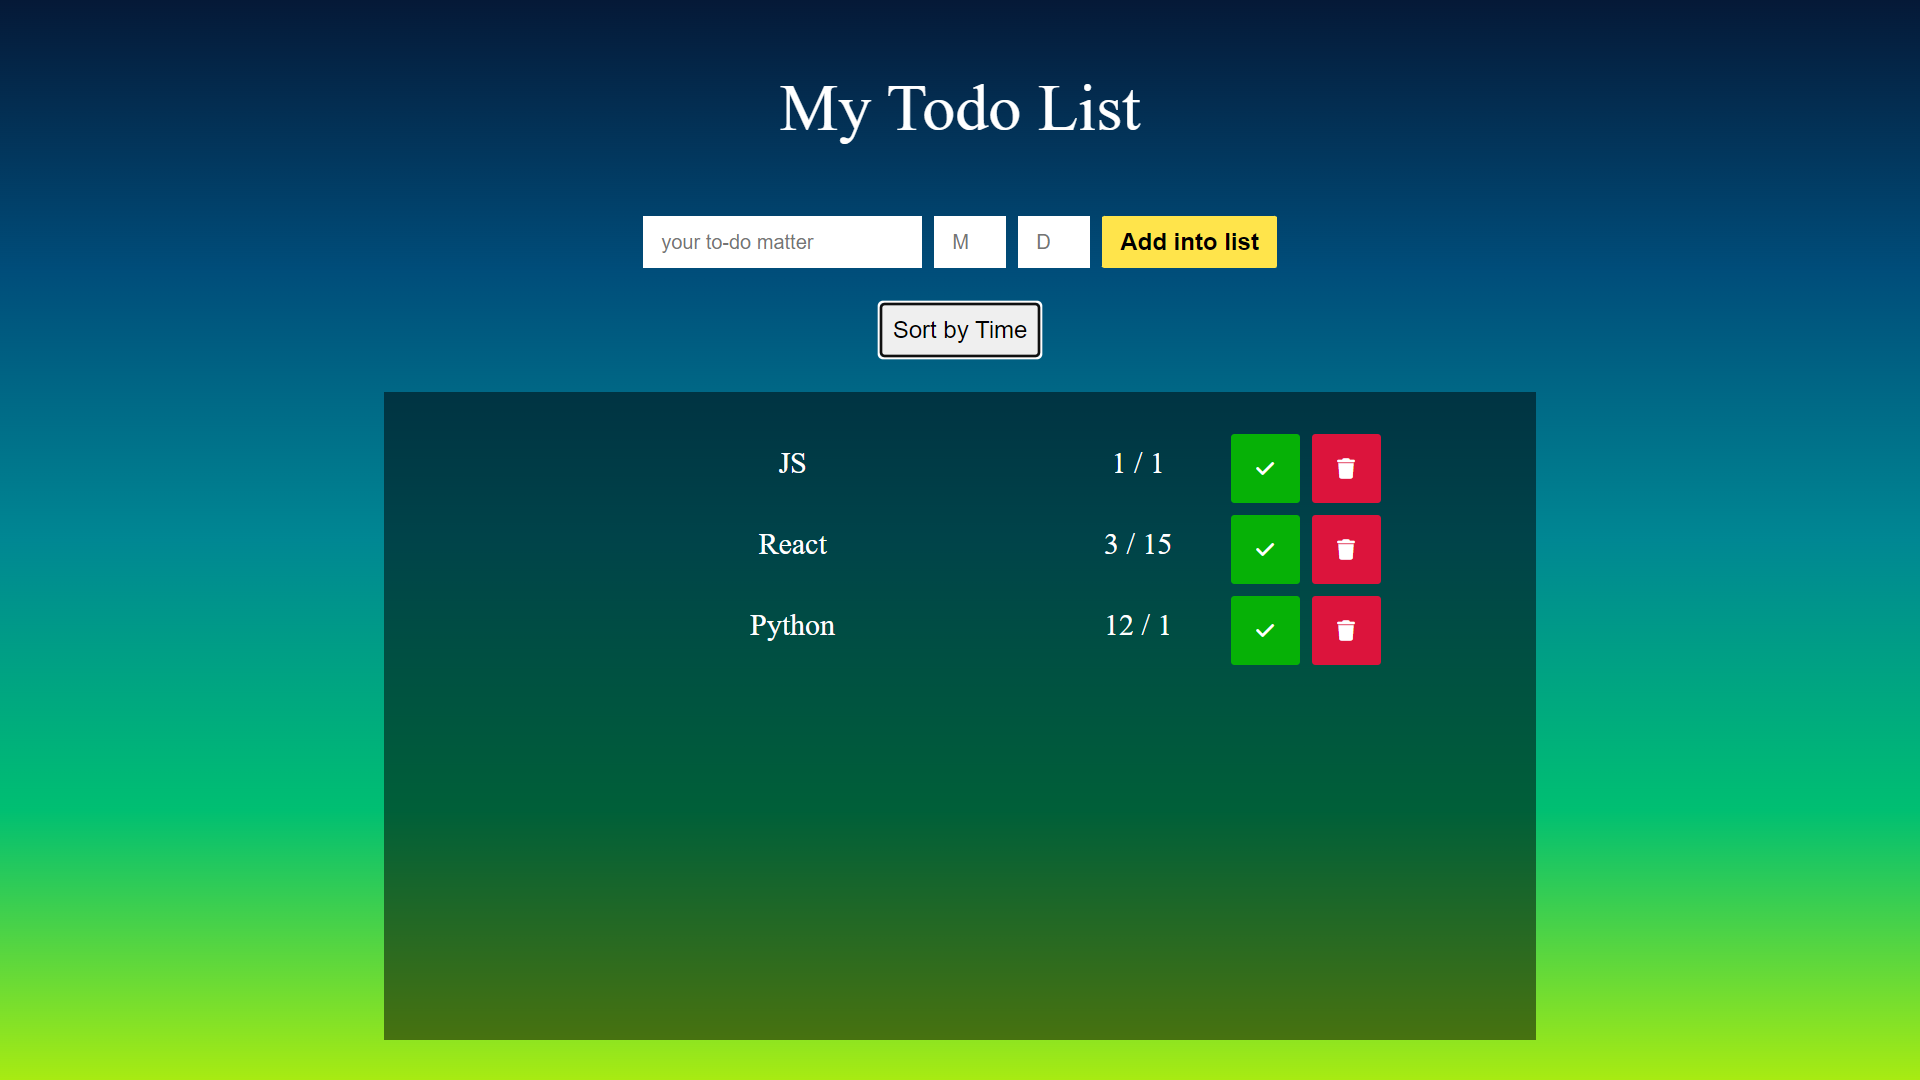 My Todo List
your to-do matter M D Add into list
Sort by Time
JS 1 / 1
React 3 / 15
Python 12 / 1